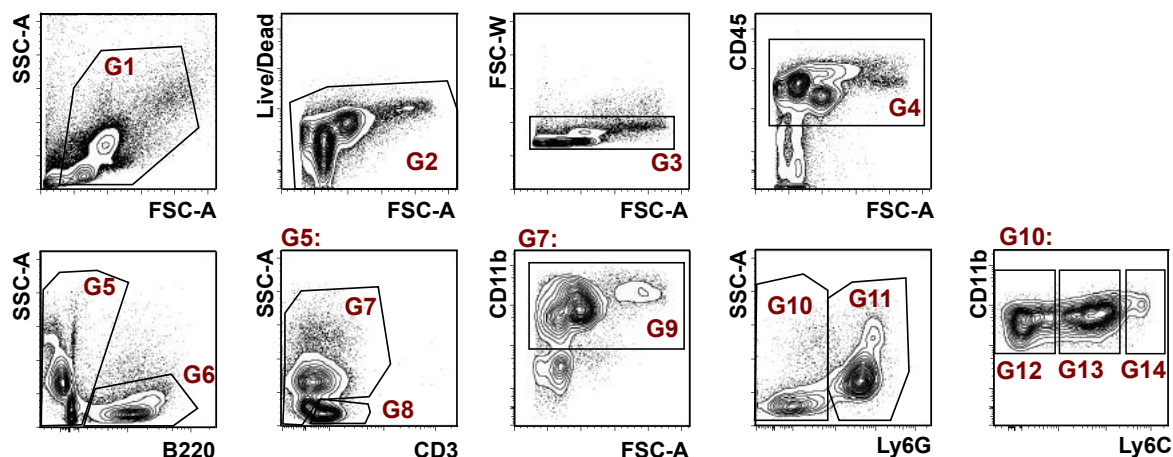 SSC-A
G1
FSC-A
Live/Dead
G2
FSC-A
FSC-W
G3
FSC-A
CD45
G4
FSC-A
SSC-A
G5
G6
B220
G5:
SSC-A
G7
G8
CD3
G7:
CD11b
G9
FSC-A
SSC-A
G10
G11
Ly6G
G10:
CD11b
G12
G13
G14
Ly6C